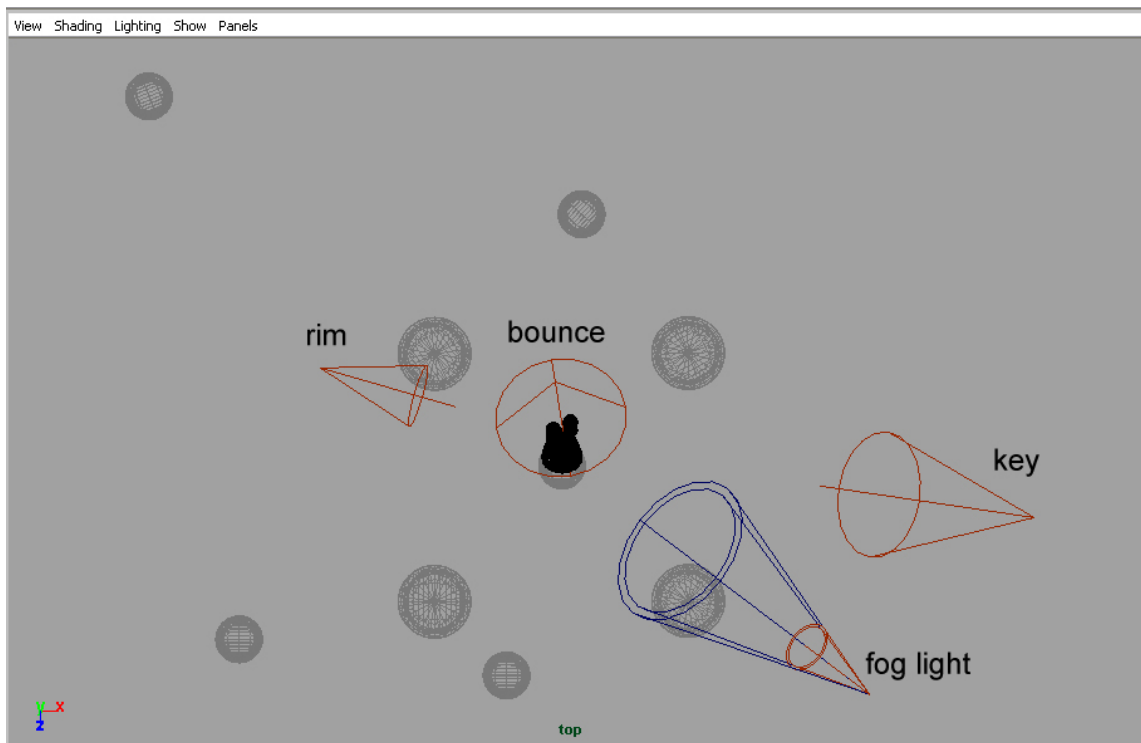 View Shading Lighting Show Panels
rim
bounce
key
fog light
Y X
Z
top